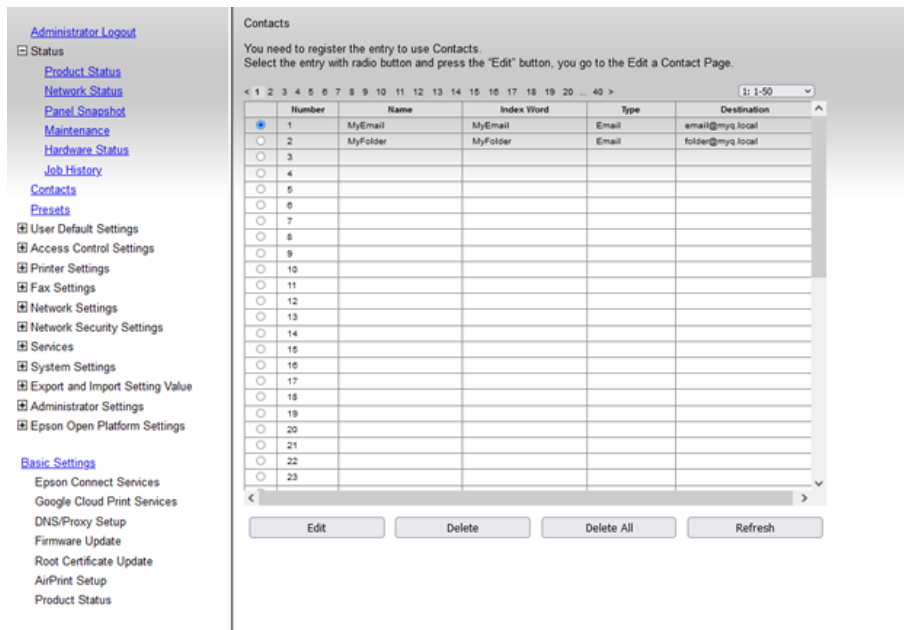 Administrator Logout
Status
Product Status
Network Status
Panel Snapshot
Maintenance
Hardware Status
Job History
Contacts
Presets
User Default Settings
Access Control Settings
Printer Settings
Fax Settings
Network Settings
Network Security Settings
Services
System Settings
Export and Import Setting Value
Administrator Settings
Epson Open Platform Settings
Basic Settings
Epson Connect Services
Google Cloud Print Services
DNS/Proxy Setup
Firmware Update
Root Certificate Update
AirPrint Setup
Product Status
Contacts
You need to register the entry to use Contacts.
Select the entry with radio button and press the "Edit" button, you go to the Edit a Contact Page.
< 1 2 3 4 5 6 7 8 9 10 11 12 13 14 15 16 17 18 19 20 ... 40 > 1: 1-50
Number Name Index Word Type Destination
1 MyEmail MyEmail Email email@myq.local
2 MyFolder MyFolder Email folder@myq.local
3
4
5
6
7
8
9
10
11
12
13
14
15
16
17
18
19
20
21
22
23
Edit Delete Delete All Refresh